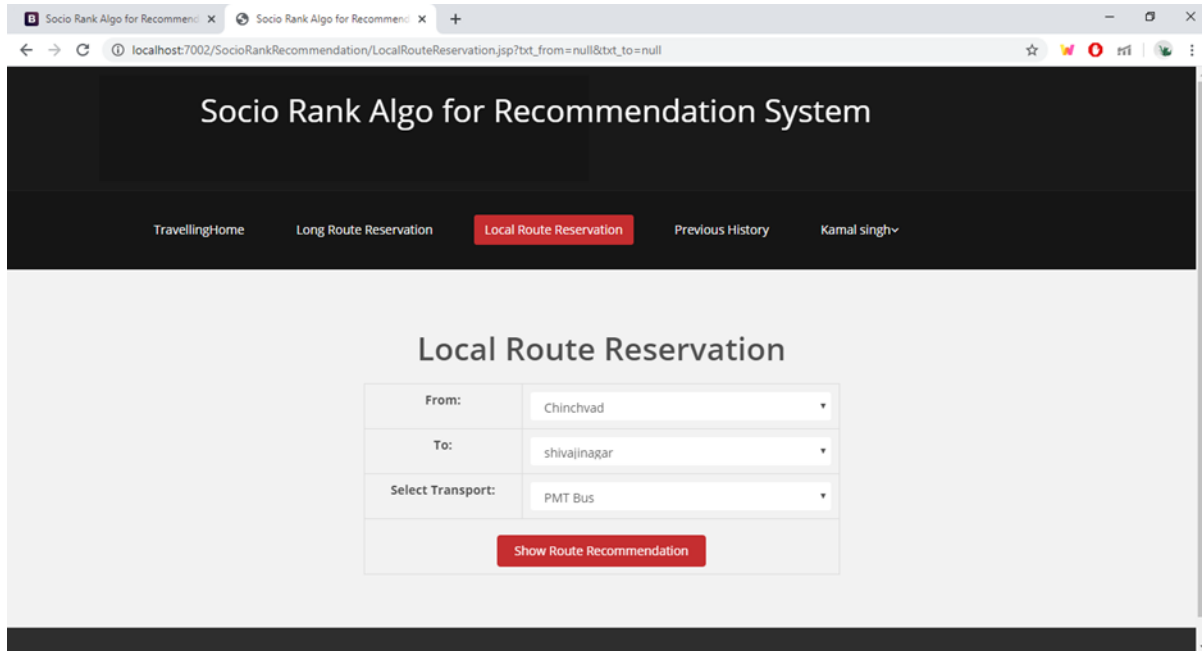 Socio Rank Algo for Recommend Socio Rank Algo for Recommend
localhost:7002/SocioRankRecommendation/LocalRouteReservation.jsp?txt_from=null&txt_to=null
Socio Rank Algo for Recommendation System
TravellingHome Long Route Reservation Local Route Reservation Previous History Kamal singh
Local Route Reservation
From: Chinchvad
To: shivajinagar
Select Transport: PMT Bus
Show Route Recommendation